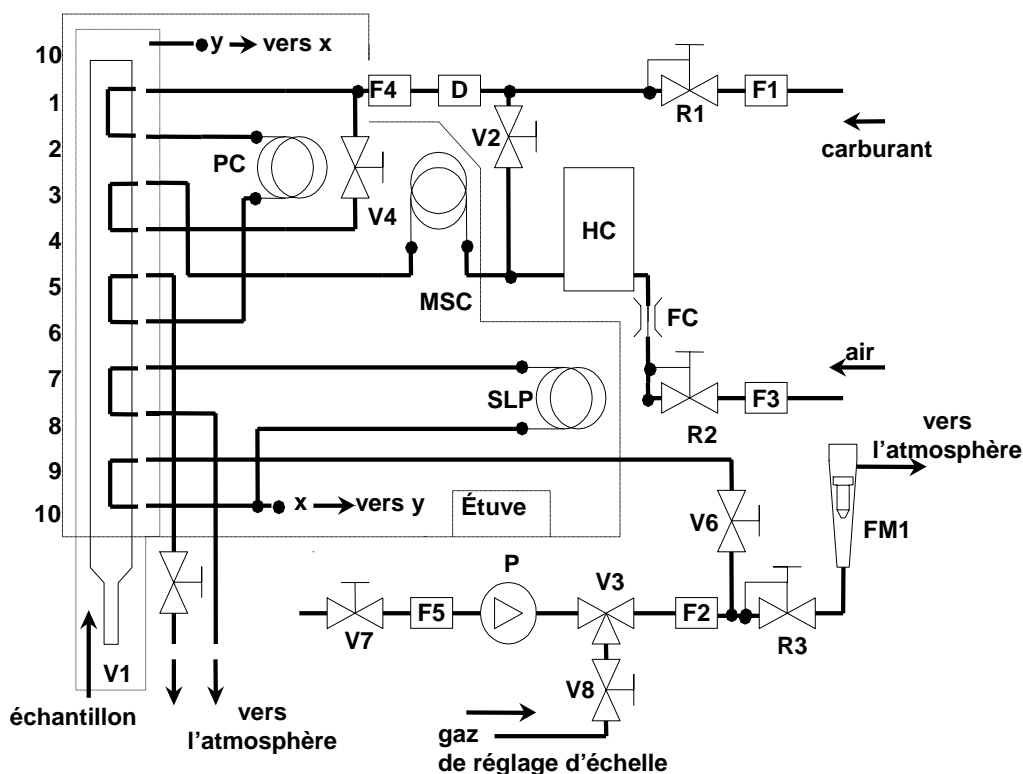 y vers x
10
1
2
3
4
5
6
7
8
9
10
F4
D
R1
F1
carburant
V2
PC
V4
MSC
HC
FC
air
F3
R2
SLP
vers
l'atmosphère
x vers y
Étuve
V6
FM1
P
V3
F5
V7
F2
R3
V1
V8
échantillon
vers
l'atmosphère
gaz
de réglage d'échelle